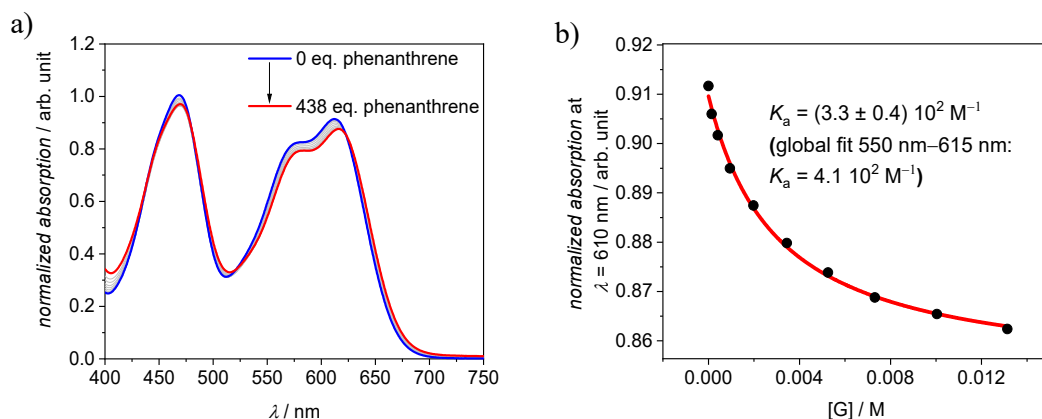 a)
normalized absorption / arb. unit
1.2
1.0
0.8
0.6
0.4
0.2
0.0
0 eq. phenanthrene
438 eq. phenanthrene
400 450 500 550 600 650 700 750
λ / nm
b)
normalized absorption at
λ = 610 nm / arb. unit
0.92
0.91
0.90
0.89
0.88
0.87
0.86
Ka = (3.3 ± 0.4) 10² M⁻¹
(global fit 550 nm–615 nm:
Ka = 4.1 10² M⁻¹)
0.000 0.004 0.008 0.012
[G] / M